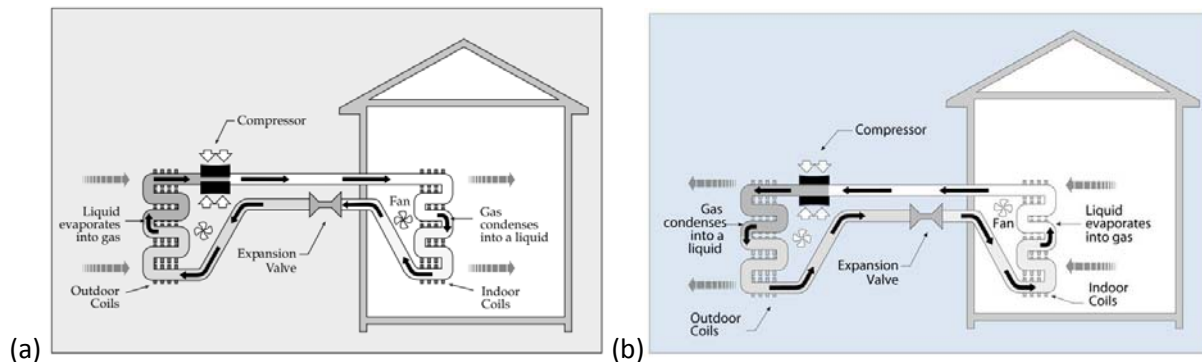 Compressor
Liquid
evaporates
into gas
Fan
Gas
condenses
into a liquid
Expansion
Valve
Outdoor
Coils
Indoor
Coils
(a)
Compressor
Gas
condenses
into a
liquid
Fan
Liquid
evaporates
into gas
Expansion
Valve
Outdoor
Coils
Indoor
Coils
(b)